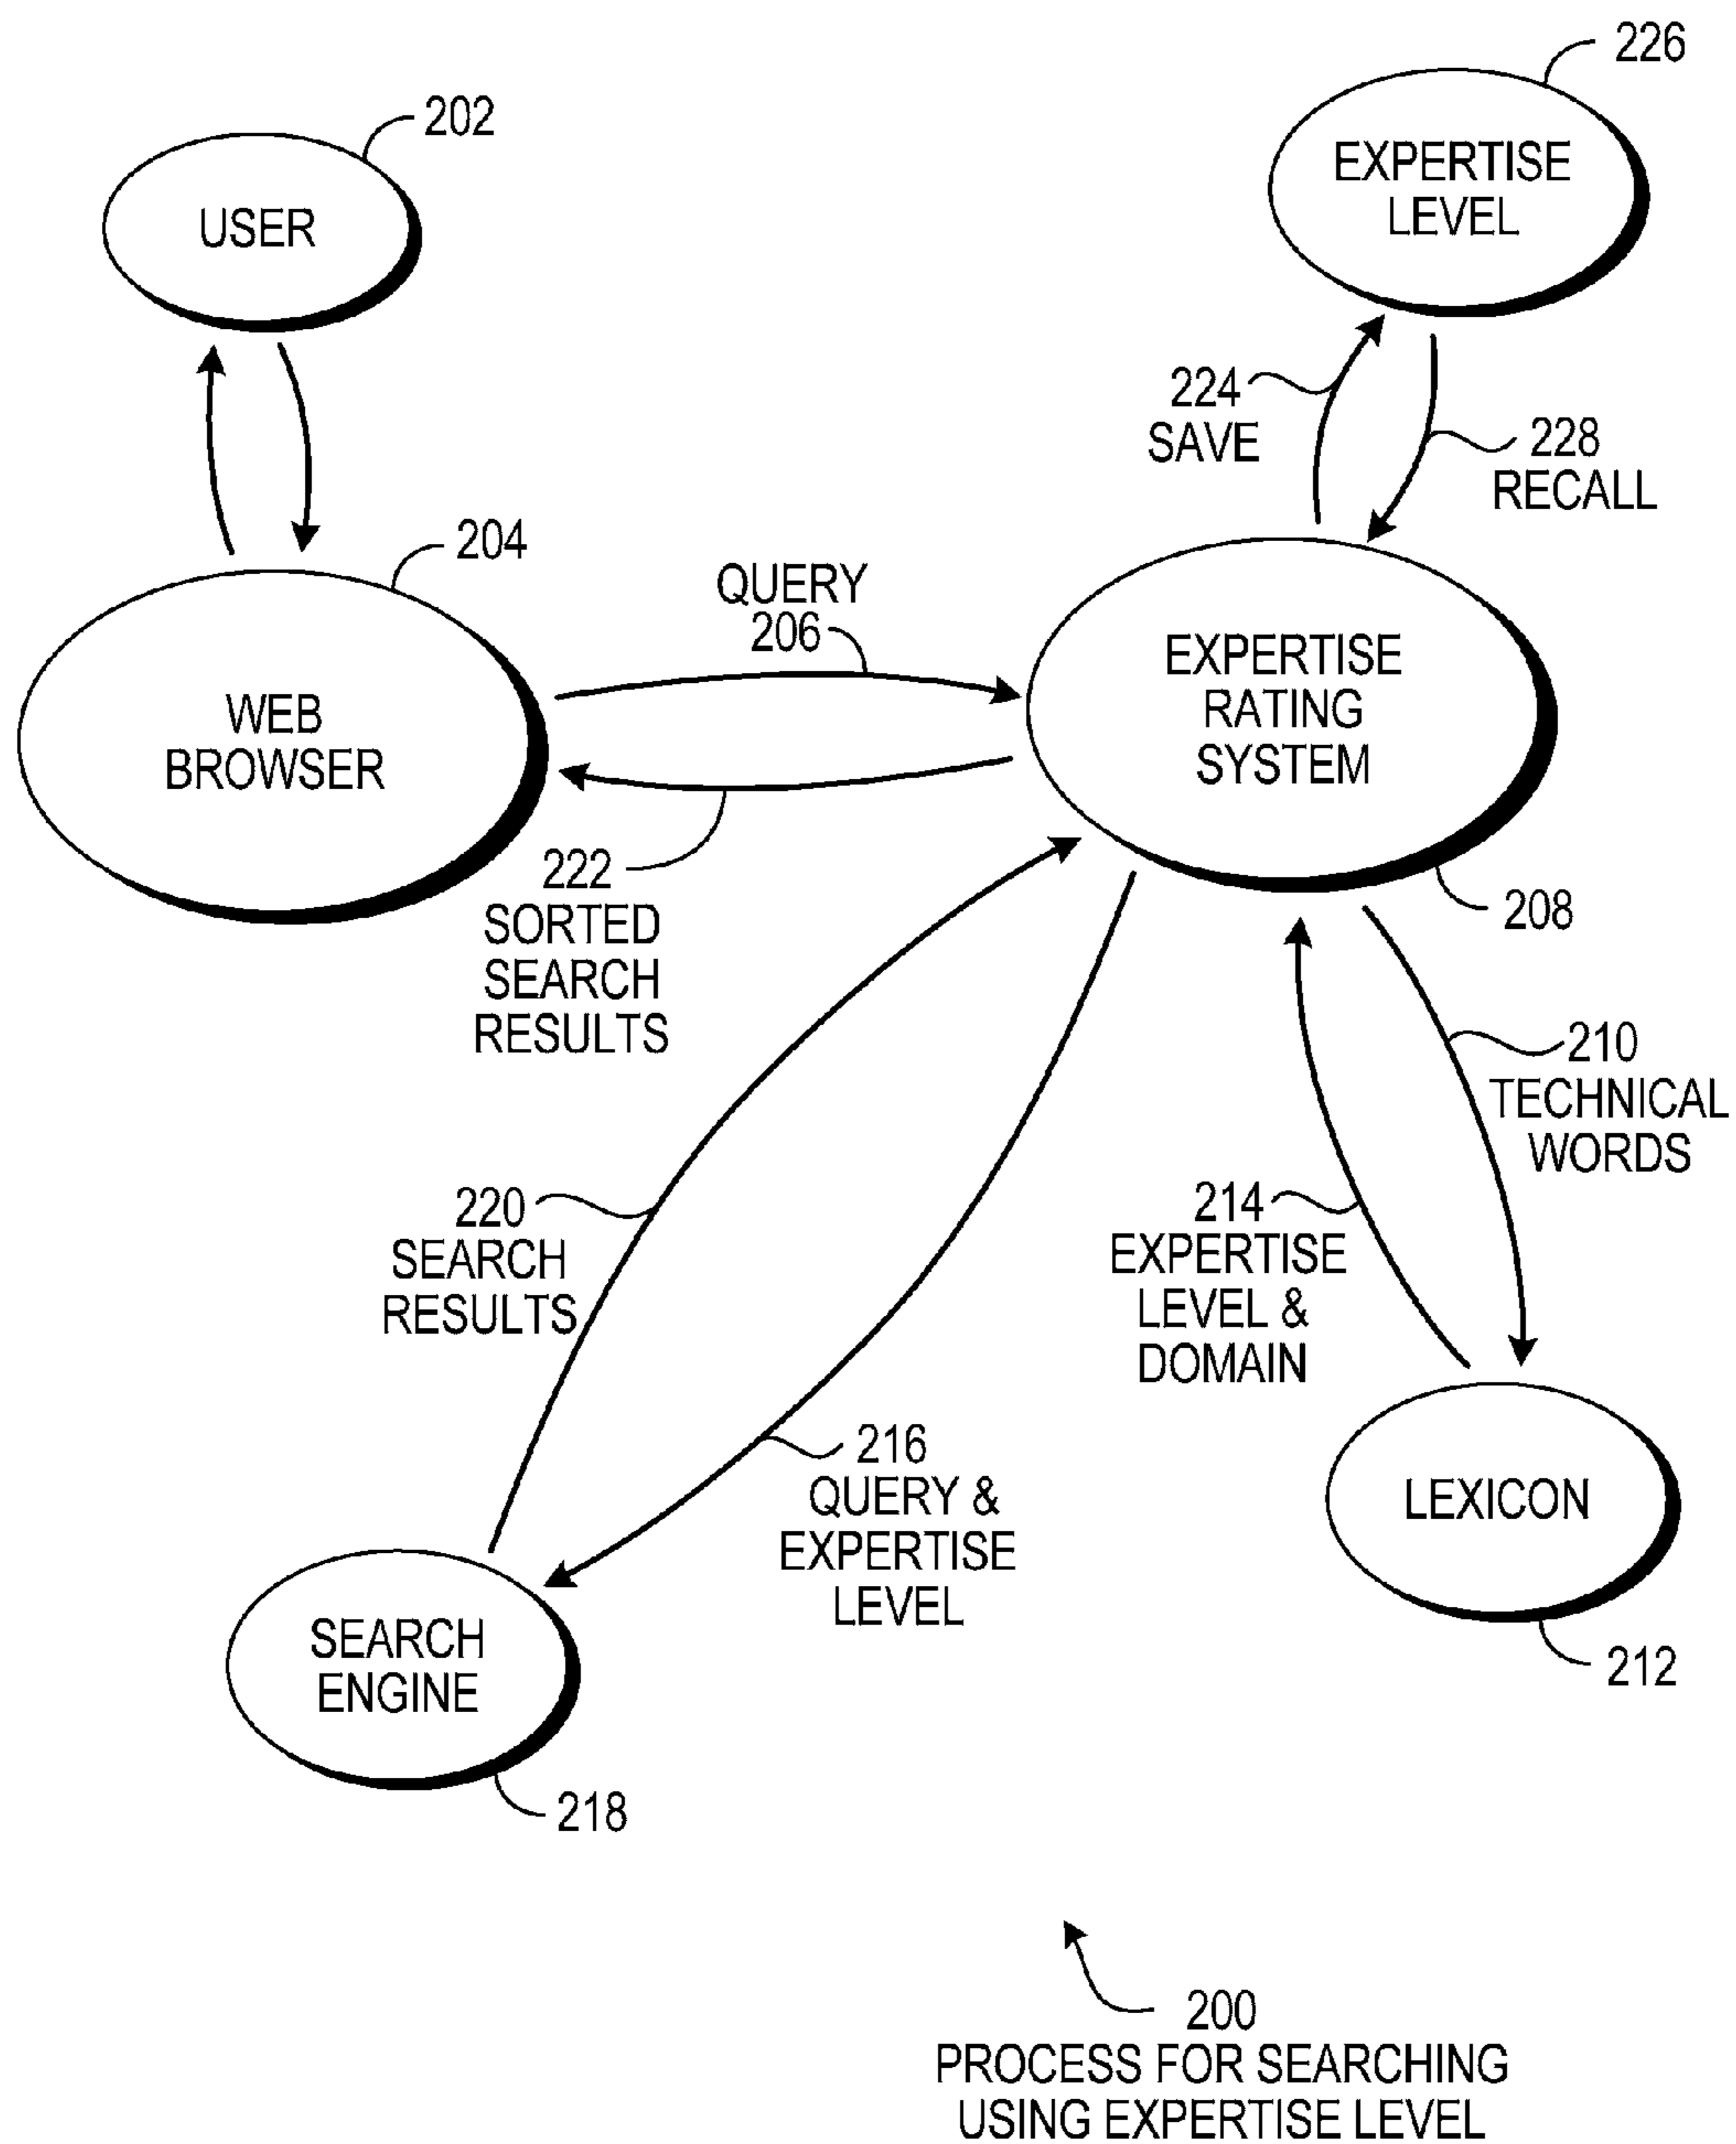 226
202
EXPERTISE
LEVEL
USER
224
SAVE
228
RECALL
204
QUERY
206
EXPERTISE
RATING
SYSTEM
WEB
BROWSER
222
SORTED
SEARCH
RESULTS
208
210
TECHNICAL
WORDS
220
SEARCH
RESULTS
214
EXPERTISE
LEVEL &
DOMAIN
216
QUERY &
EXPERTISE
LEVEL
LEXICON
212
SEARCH
ENGINE
218
200
PROCESS FOR SEARCHING
USING EXPERTISE LEVEL